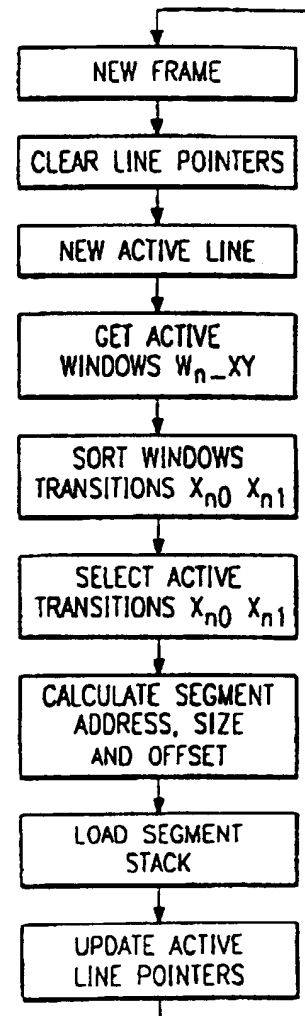 NEW FRAME
CLEAR LINE POINTERS
NEW ACTIVE LINE
GET ACTIVE
WINDOWS Wn_XY
SORT WINDOWS
TRANSITIONS Xn0 Xn1
SELECT ACTIVE
TRANSITIONS Xn0 Xn1
CALCULATE SEGMENT
ADDRESS, SIZE
AND OFFSET
LOAD SEGMENT
STACK
UPDATE ACTIVE
LINE POINTERS